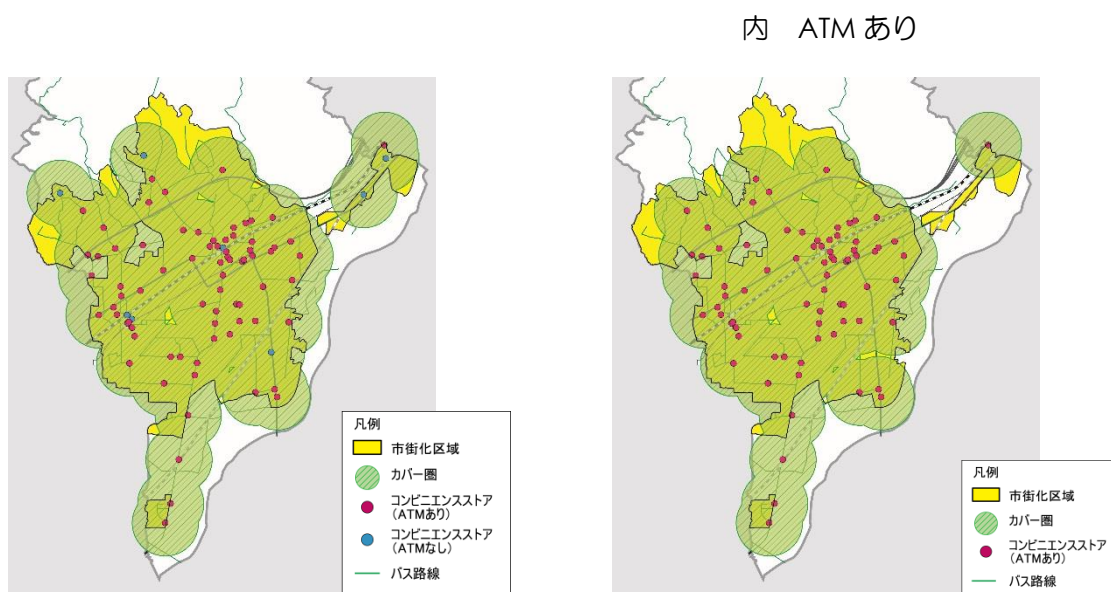 内 ATM あり
凡例
市街化区域
カバー圏
コンビニエンスストア
(ATMあり)
コンビニエンスストア
(ATMなし)
バス路線
凡例
市街化区域
カバー圏
コンビニエンスストア
(ATMあり)
バス路線